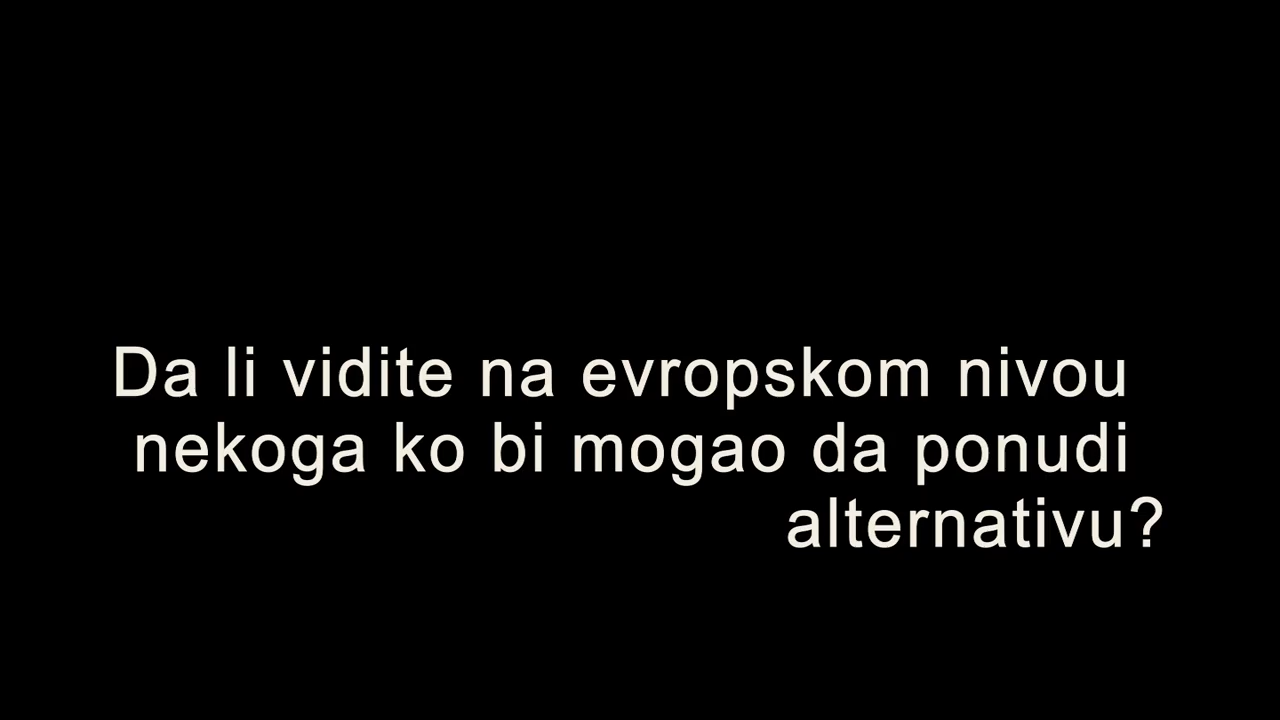 Da li vidite na evropskom nivou
nekoga ko bi mogao da ponudi
alternativu?